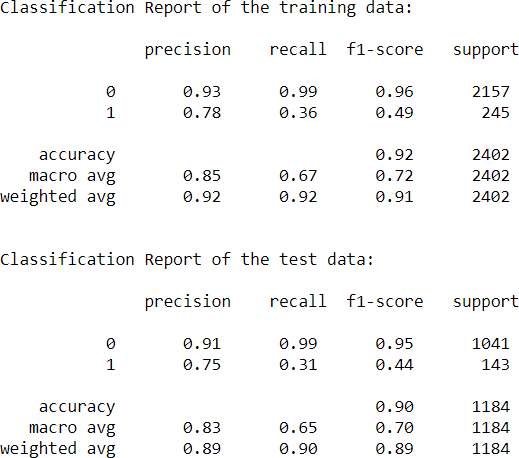 Classification Report of the training data:
precision recall f1-score support
0 0.93 0.99 0.96 2157
1 0.78 0.36 0.49 245
accuracy 0.92 2402
macro avg 0.85 0.67 0.72 2402
weighted avg 0.92 0.92 0.91 2402
Classification Report of the test data:
precision recall f1-score support
0 0.91 0.99 0.95 1041
1 0.75 0.31 0.44 143
accuracy 0.90 1184
macro avg 0.83 0.65 0.70 1184
weighted avg 0.89 0.90 0.89 1184